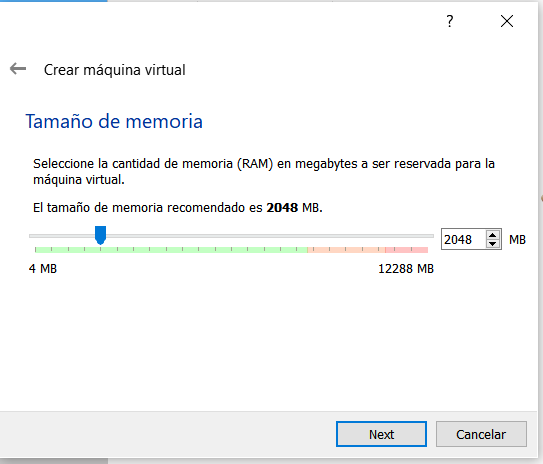 ?
Crear máquina virtual
Tamaño de memoria
Seleccione la cantidad de memoria (RAM) en megabytes a ser reservada para la
máquina virtual.
El tamaño de memoria recomendado es 2048 MB.
2048 MB
4 MB 12288 MB
Next Cancelar